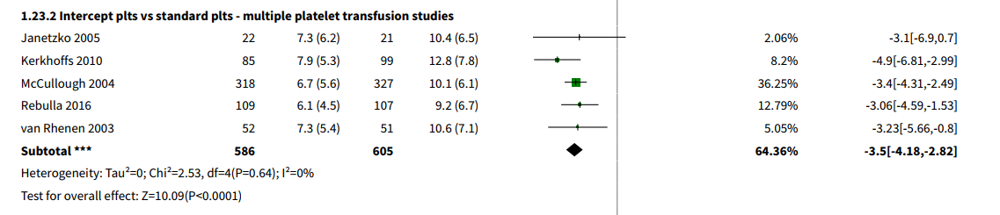 1.23.2 Intercept plts vs standard plts - multiple platelet transfusion studies
Janetzko 2005 22 7.3 (6.2) 21 10.4 (6.5) 2.06% -3.1[-6.9,0.7]
Kerkhoffs 2010 85 7.9 (5.3) 99 12.8 (7.8) 8.2% -4.9[-6.81,-2.99]
McCullough 2004 318 6.7 (5.6) 327 10.1 (6.1) 36.25% -3.4[-4.31,-2.49]
Rebulla 2016 109 6.1 (4.5) 107 9.2 (6.7) 12.79% -3.06[-4.59,-1.53]
van Rhenen 2003 52 7.3 (5.4) 51 10.6 (7.1) 5.05% -3.23[-5.66,-0.8]
Subtotal *** 586 605 64.36% -3.5[-4.18,-2.82]
Heterogeneity: Tau²=0; Chi²=2.53, df=4(P=0.64); I²=0%
Test for overall effect: Z=10.09(P<0.0001)